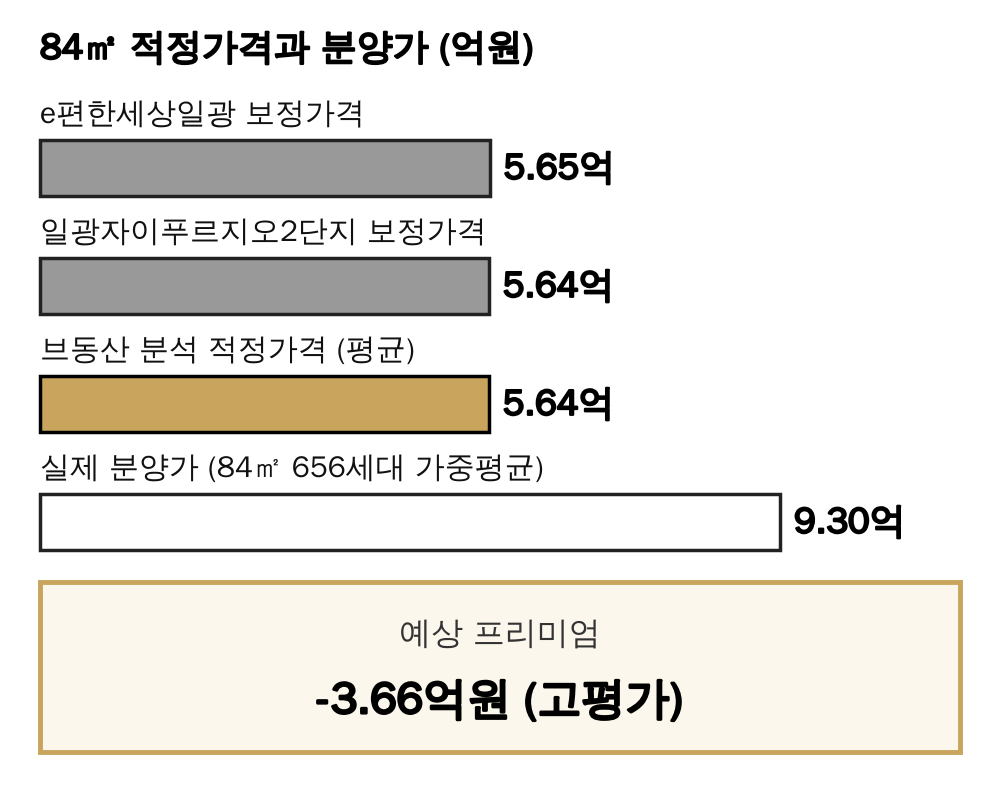 84㎡ 적정가격과 분양가 (억원)
e편한세상일광 보정가격
5.65억
일광자이푸르지오2단지 보정가격
5.64억
브동산 분석 적정가격 (평균)
5.64억
실제 분양가 (84㎡ 656세대 가중평균)
9.30억
예상 프리미엄
-3.66억원 (고평가)